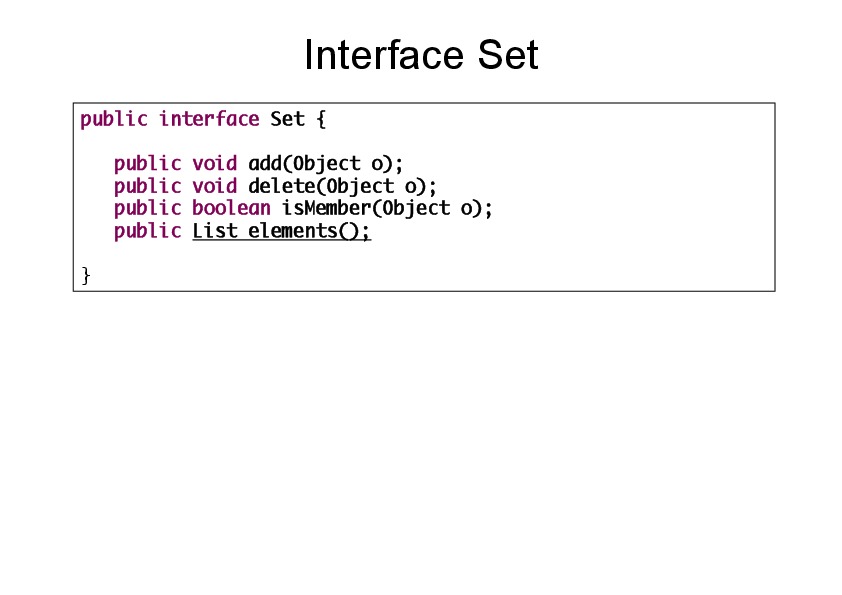 Interface Set
public interface Set {
public void add(Object o);
public void delete(Object o);
public boolean isMember(Object o);
public List elements();
}